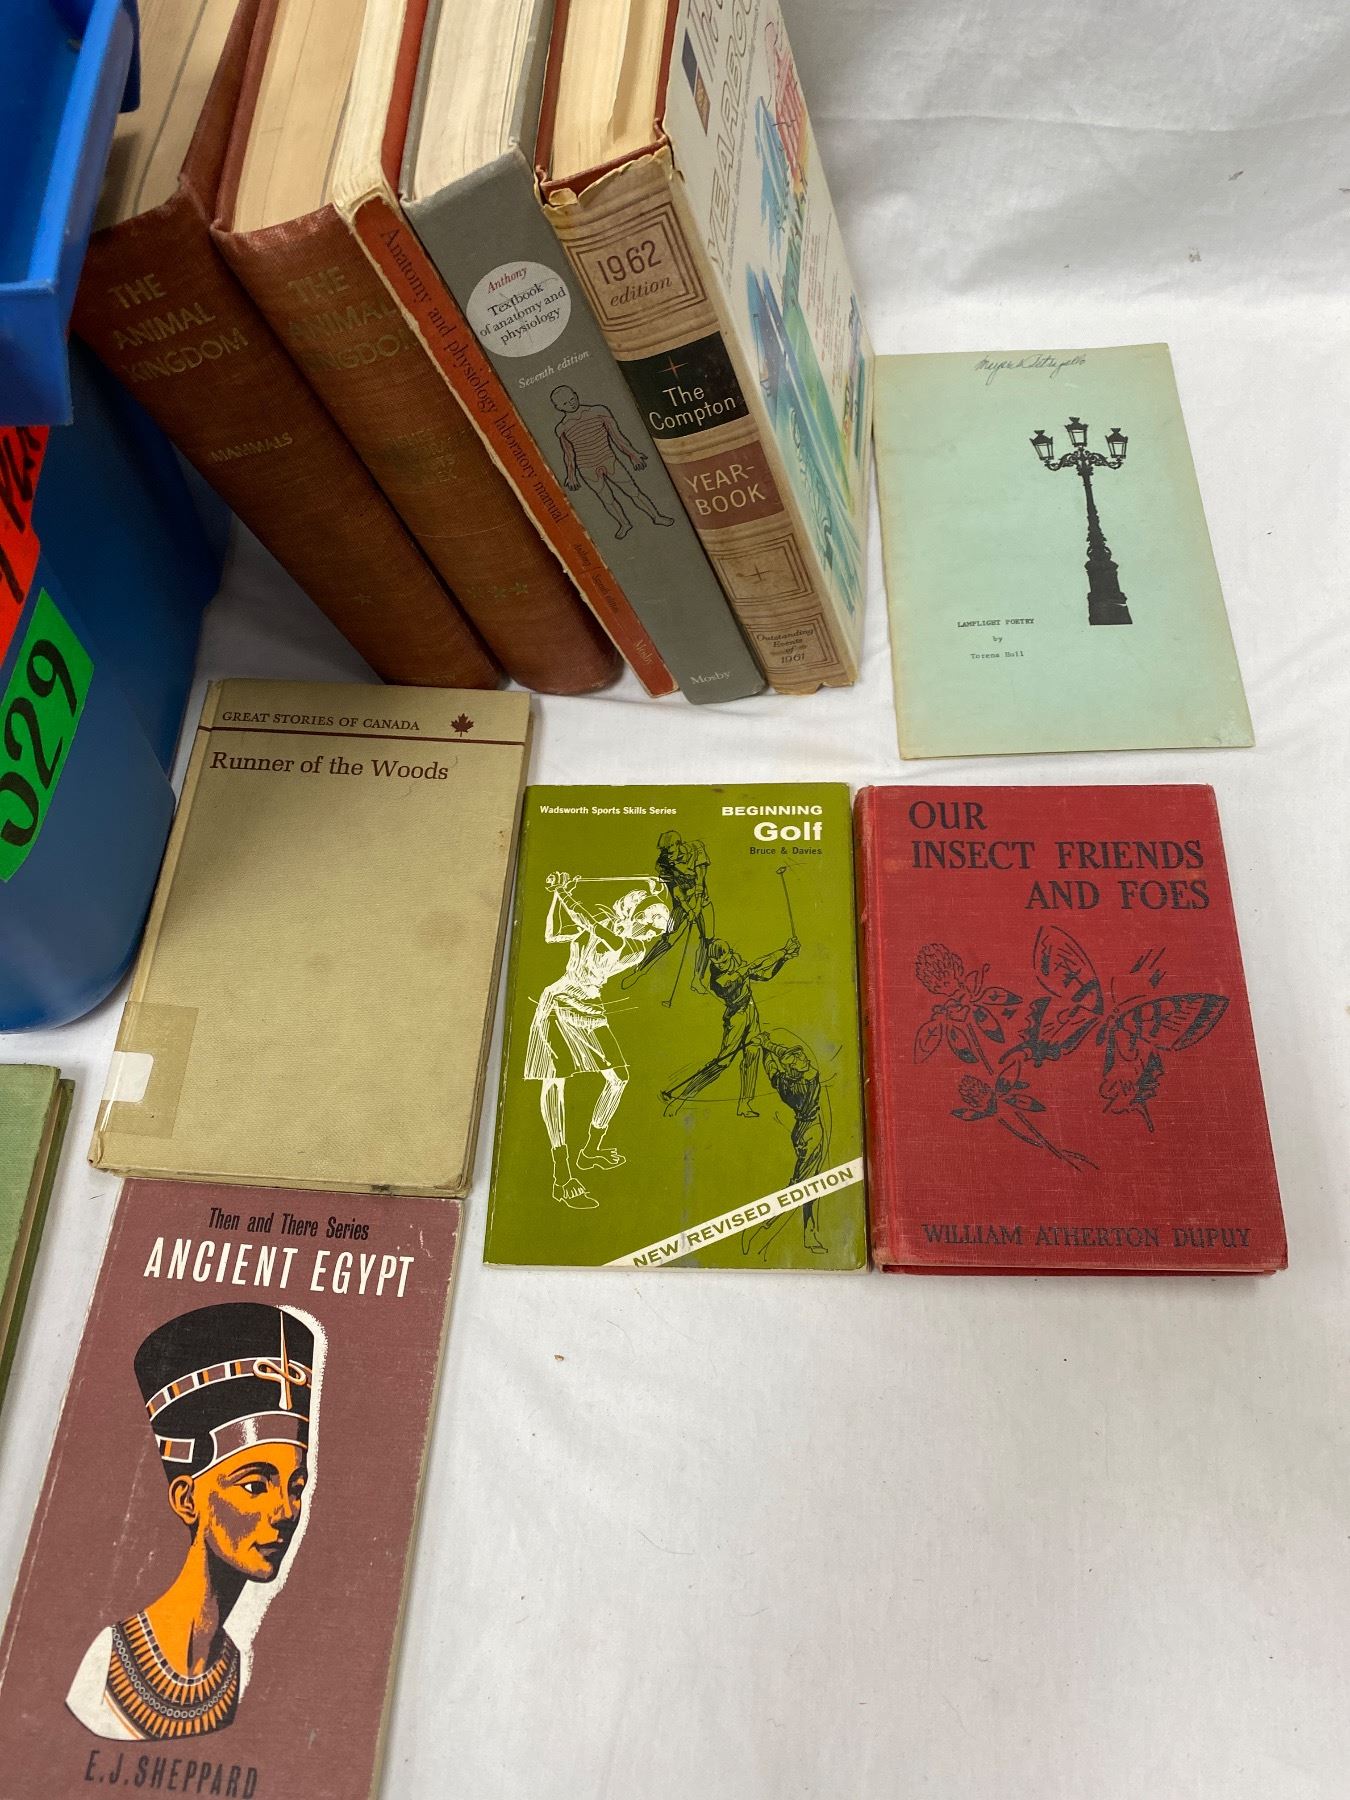 THE
ANIMAL
KINGDOM
MAMMALS
THE
ANIMAL
KINGDOM
Anatomy and physiology laboratory manual
Anthony
Mosby
Anthony
Textbook
of anatomy and
physiology
Seventh edition
Mosby
1962
edition
The
Compton
YEAR-
BOOK
Outstanding
Events
of
1961
YEARBOOK
LAMPLIGHT POETRY
by
029
GREAT STORIES OF CANADA
Runner of the Woods
Wadsworth Sports Skills Series
BEGINNING
Golf
Bruce & Davies
NEW REVISED EDITION
OUR
INSECT FRIENDS
AND FOES
WILLIAM ATHERTON DUPUY
Then and There Series
ANCIENT EGYPT
E.J. SHEPPARD